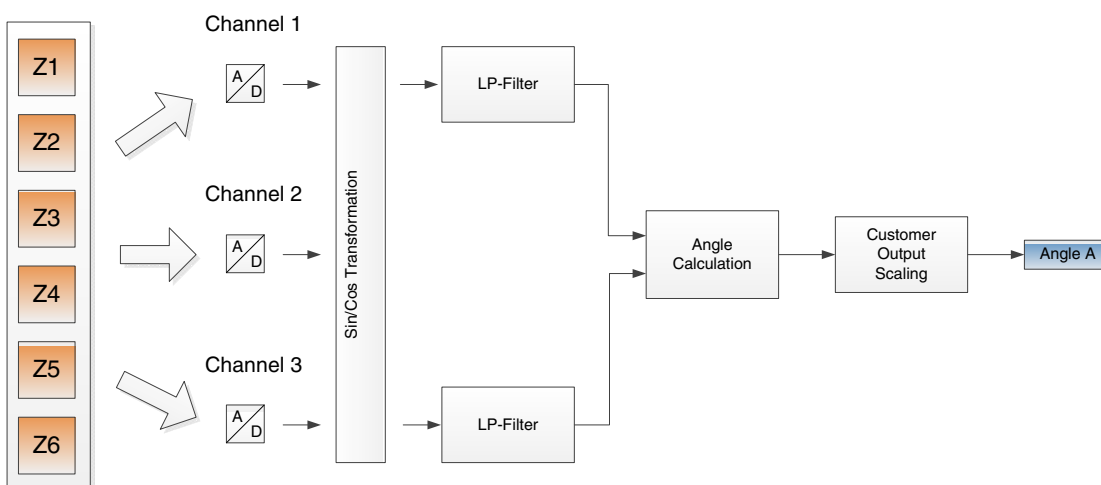 Z1
Z2
Z3
Z4
Z5
Z6
Channel 1
A
D
Channel 2
A
D
Channel 3
A
D
Sin/Cos Transformation
LP-Filter
LP-Filter
Angle
Calculation
Customer
Output
Scaling
Angle A